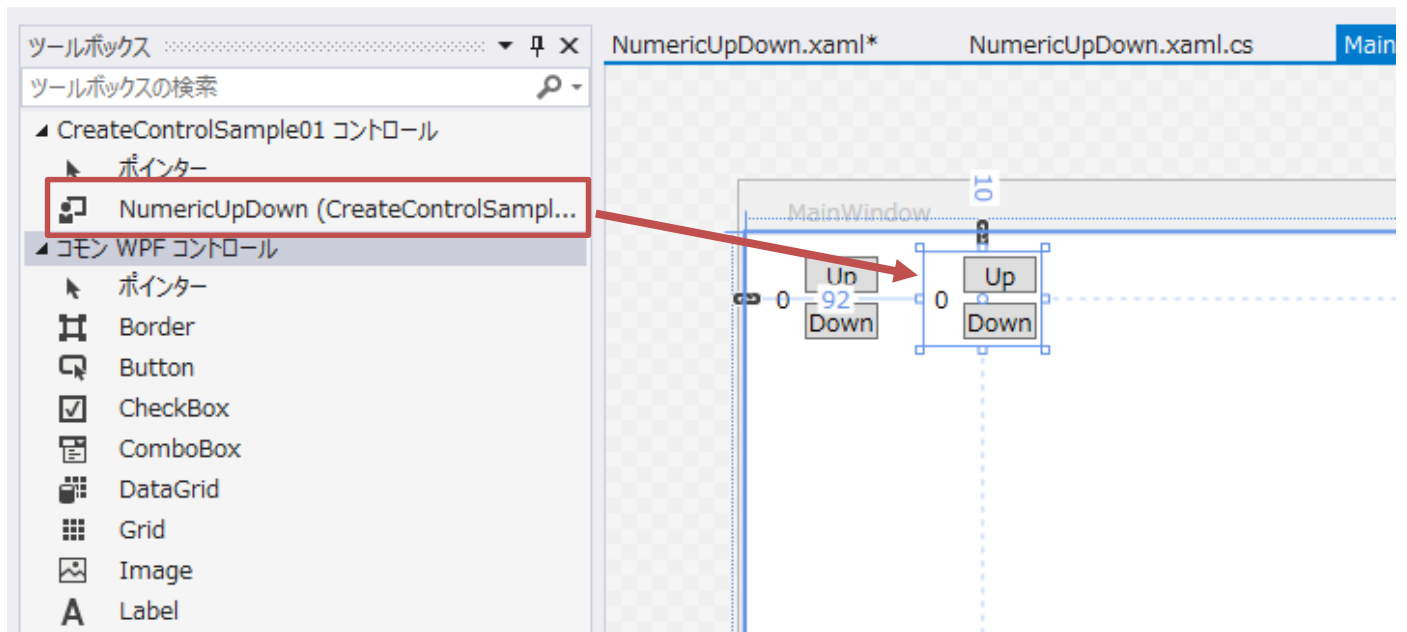 ツールボックス
ツールボックスの検索
CreateControlSample01 コントロール
ポインター
NumericUpDown (CreateControlSampl...
コモン WPF コントロール
ポインター
Border
Button
CheckBox
ComboBox
DataGrid
Grid
Image
Label
NumericUpDown.xaml*
NumericUpDown.xaml.cs
Main
10
MainWindow
0
Up
92
Down
0
Up
Down